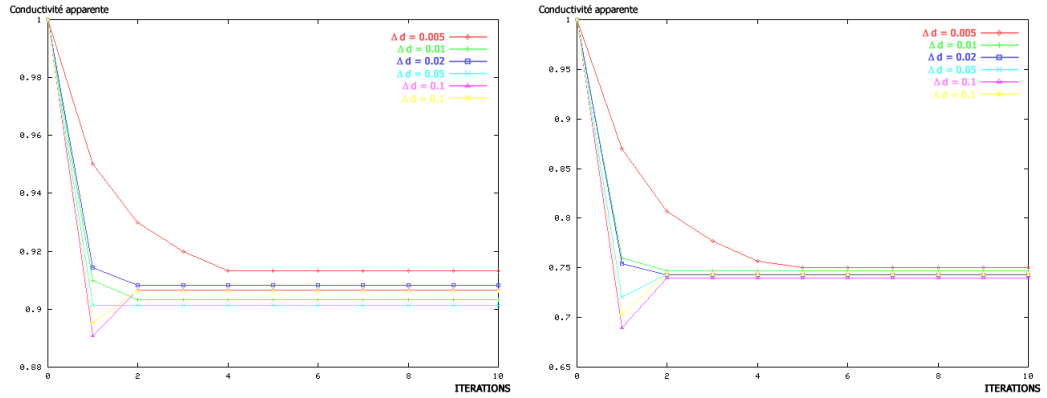 Conductivité apparente
1
0.98
0.96
0.94
0.92
0.9
0.88
0
2
4
6
8
10
ITERATIONS
Δ d = 0.005
Δ d = 0.01
Δ d = 0.02
Δ d = 0.05
Δ d = 0.1
Δ d = 0.1
Conductivité apparente
1
0.95
0.9
0.85
0.8
0.75
0.7
0.65
0
2
4
6
8
10
ITERATIONS
Δ d = 0.005
Δ d = 0.01
Δ d = 0.02
Δ d = 0.05
Δ d = 0.1
Δ d = 0.1